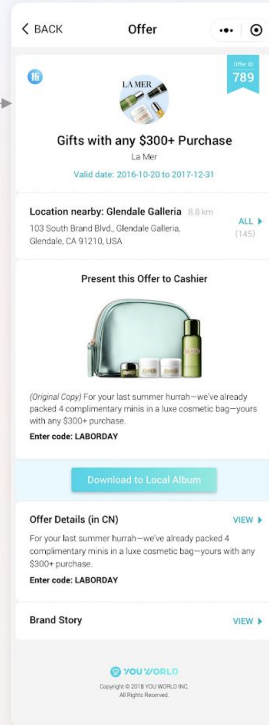 BACK
Offer
Offer ID
789
Hi
LA MER
Gifts with any $300+ Purchase
La Mer
Valid date: 2016-10-20 to 2017-12-31
Location nearby: Glendale Galleria 8.8 km
ALL
103 South Brand Blvd., Glendale Galleria,
(145)
Glendale, CA 91210, USA
Present this Offer to Cashier
(Original Copy) For your last summer hurrah—we've already
packed 4 complimentary minis in a luxe cosmetic bag—yours
with any $300+ purchase.
Enter code: LABORDAY
Download to Local Album
Offer Details (in CN)
VIEW
For your last summer hurrah—we've already packed 4
complimentary minis in a luxe cosmetic bag—yours with any
$300+ purchase.
Enter code: LABORDAY
Brand Story
VIEW
YOU WORLD
Copyright © 2018 YOU WORLD INC.
All Rights Reserved.